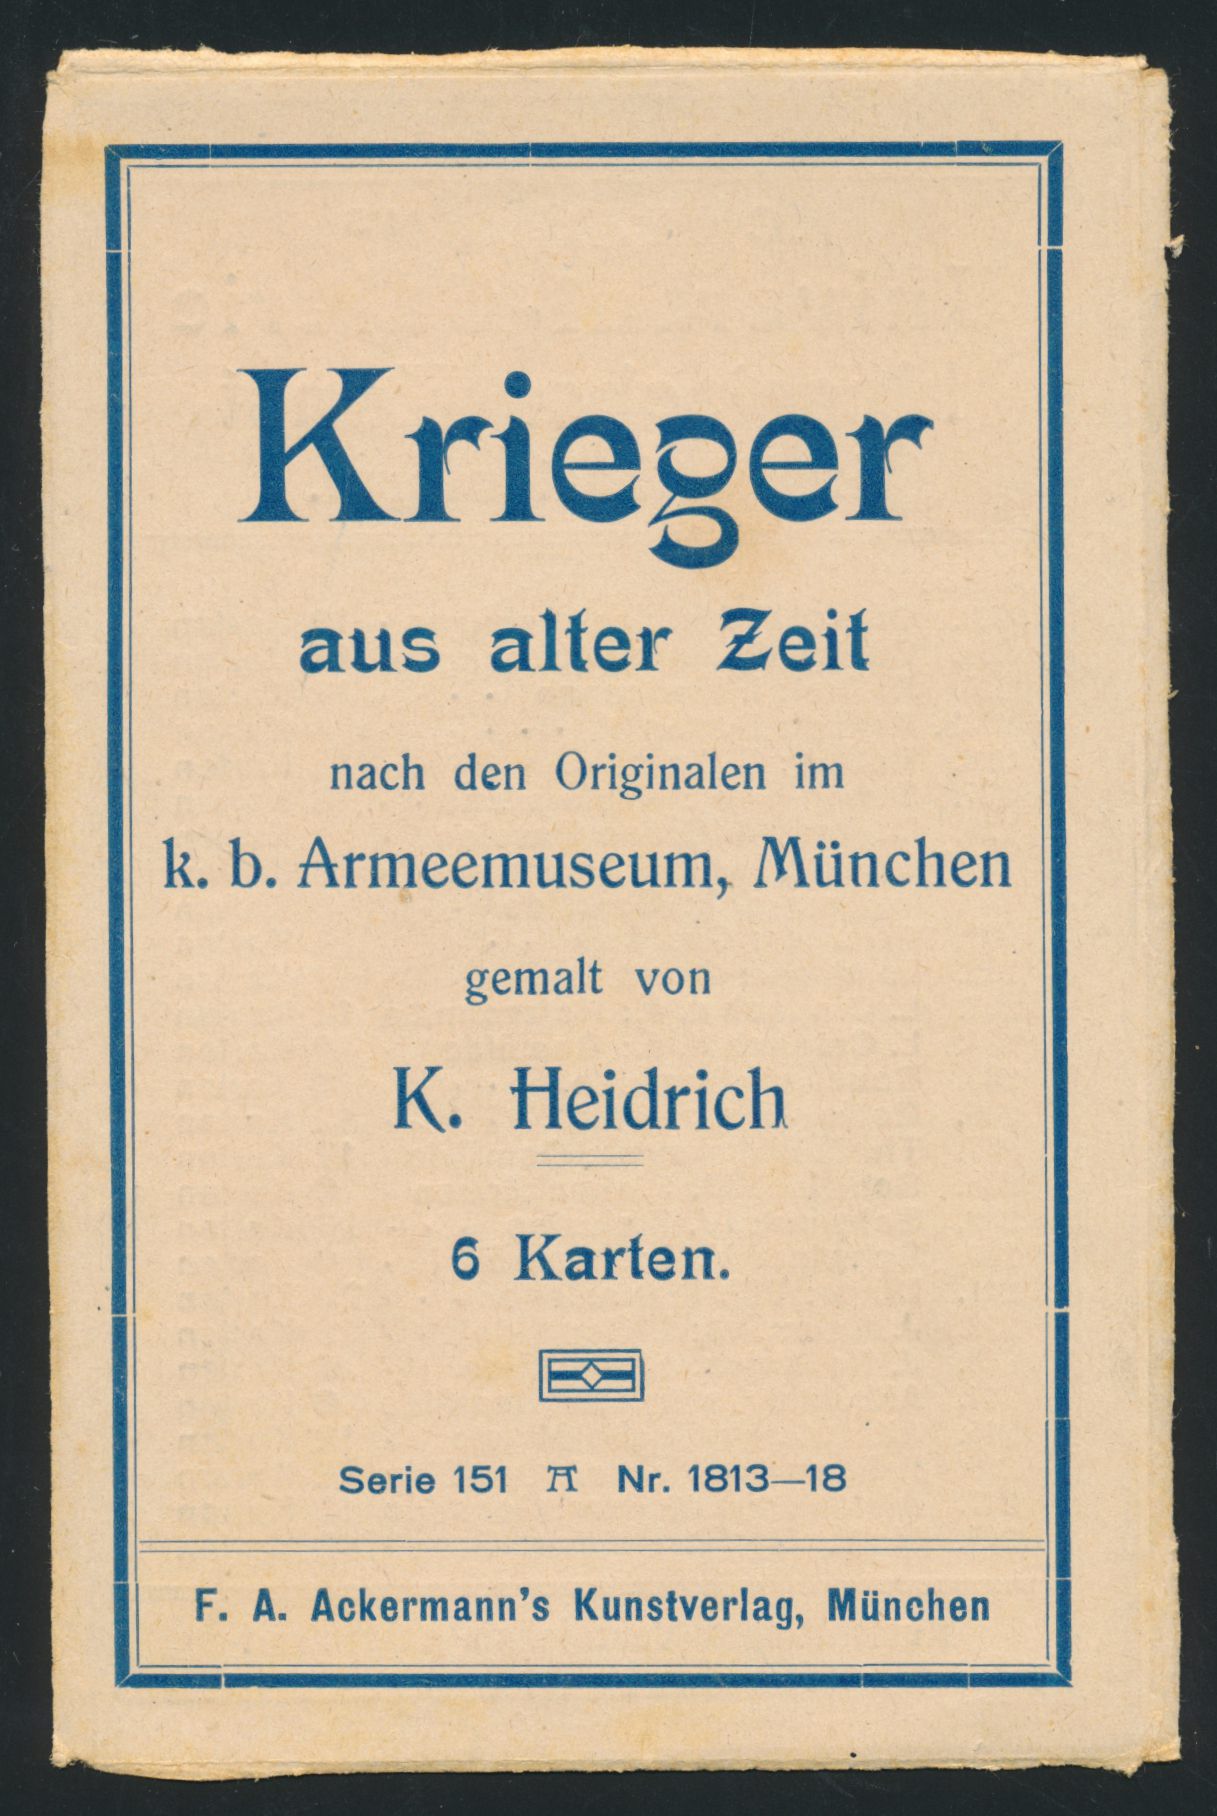 Krieger
aus alter Zeit
nach den Originalen im
k. b. Armeemuseum, München
gemalt von
K. Heidrich
6 Karten.
Serie 151 A Nr. 1813—18
F. A. Ackermann's Kunstverlag, München